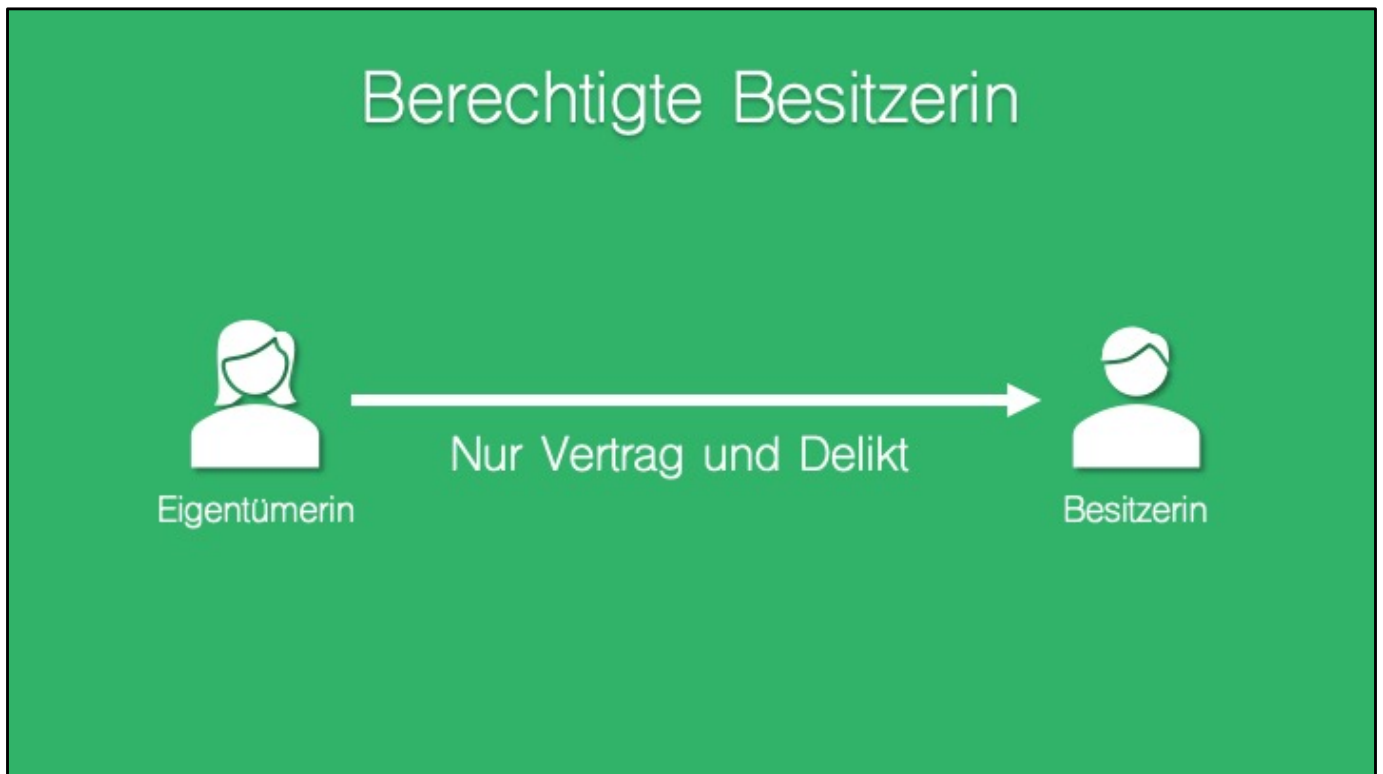 Berechtigte Besitzerin
Nur Vertrag und Delikt
Eigentümerin
Besitzerin